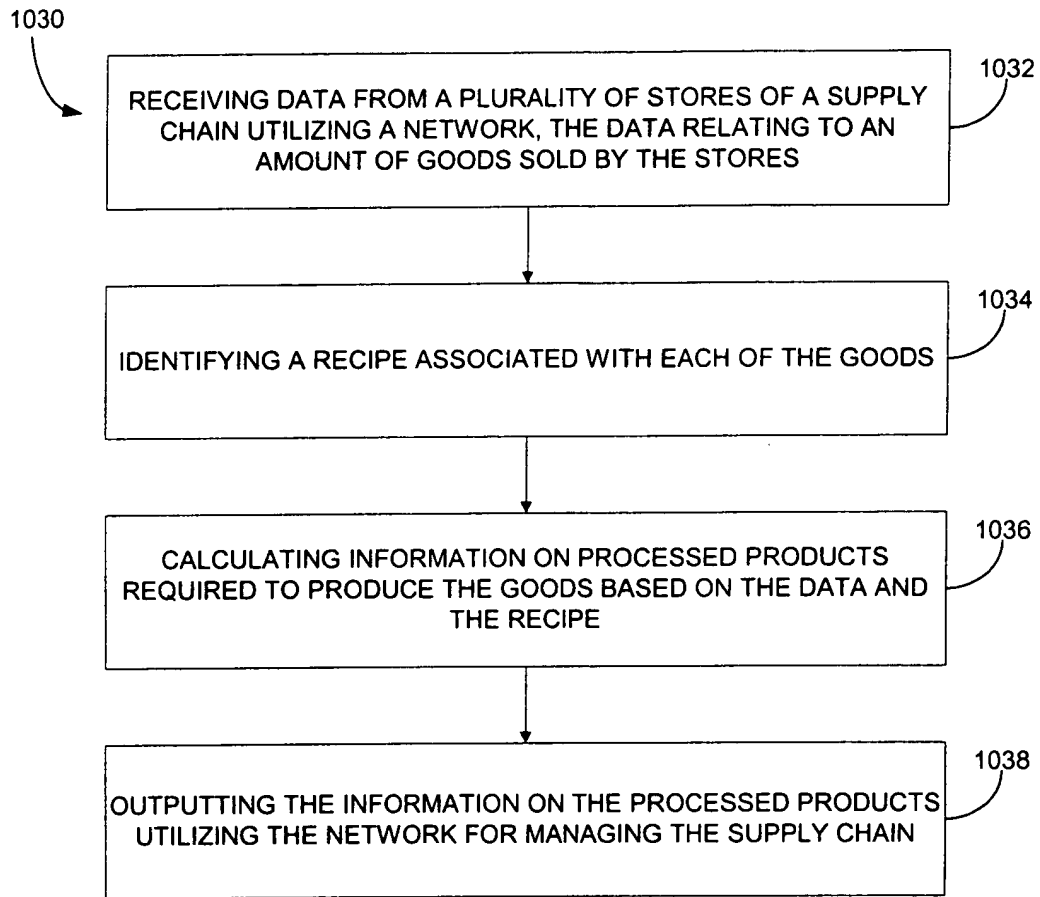 1030
1032
RECEIVING DATA FROM A PLURALITY OF STORES OF A SUPPLY
CHAIN UTILIZING A NETWORK, THE DATA RELATING TO AN
AMOUNT OF GOODS SOLD BY THE STORES
1034
IDENTIFYING A RECIPE ASSOCIATED WITH EACH OF THE GOODS
1036
CALCULATING INFORMATION ON PROCESSED PRODUCTS
REQUIRED TO PRODUCE THE GOODS BASED ON THE DATA AND
THE RECIPE
1038
OUTPUTTING THE INFORMATION ON THE PROCESSED PRODUCTS
UTILIZING THE NETWORK FOR MANAGING THE SUPPLY CHAIN